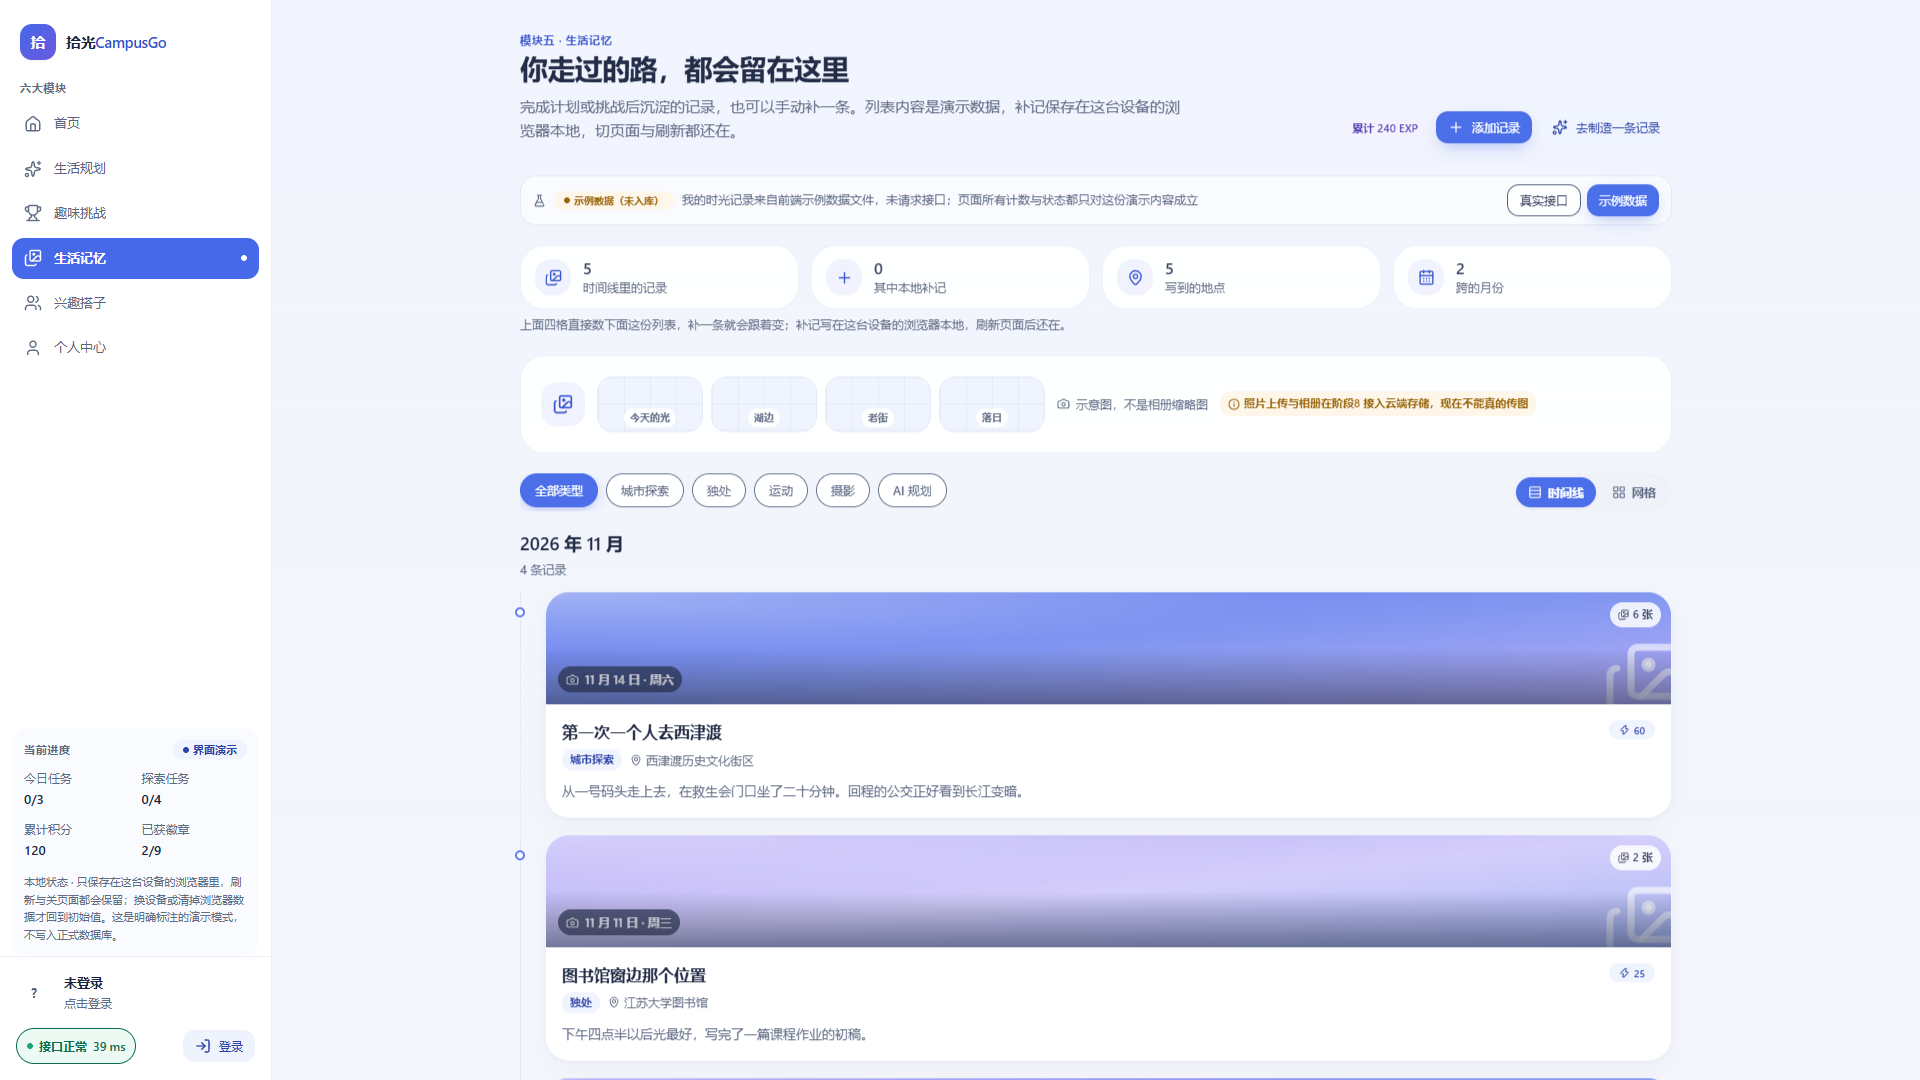 拾 拾光CampusGo
六大模块
首页
生活规划
趣味挑战
生活记忆
兴趣搭子
个人中心
当前进度
界面演示
今日任务
探索任务
0/3
0/4
累计积分
已获徽章
120
2/9
本地状态 · 只保存在这台设备的浏览器里，刷
新与关页面都会保留；换设备或清掉浏览器数
据才回到初始值。这是明确标注的演示模式，
不写入正式数据库。
?
未登录
点击登录
接口正常 39 ms
登录
模块五 · 生活记忆
你走过的路，都会留在这里
完成计划或挑战后沉淀的记录，也可以手动补一条。列表内容是演示数据，补记保存在这台设备的浏
览器本地，切页面与刷新都还在。
累计 240 EXP
添加记录
去制造一条记录
示例数据（未入库）
我的时光记录来自前端示例数据文件，未请求接口；页面所有计数与状态都只对这份演示内容成立
真实接口
示例数据
5
时间线里的记录
0
其中本地补记
5
写到的地点
2
跨的月份
上面四格直接数下面这份列表，补一条就会跟着变；补记写在这台设备的浏览器本地，刷新页面后还在。
今天的光
湖边
老街
落日
示意图，不是相册缩略图
照片上传与相册在阶段8 接入云端存储，现在不能真的传图
全部类型
城市探索
独处
运动
摄影
AI 规划
时间线
网格
2026 年 11 月
4 条记录
6 张
11 月 14 日 · 周六
第一次一个人去西津渡
60
城市探索
西津渡历史文化街区
从一号码头走上去，在救生会门口坐了二十分钟。回程的公交正好看到长江变暗。
2 张
11 月 11 日 · 周三
图书馆窗边那个位置
25
独处
江苏大学图书馆
下午四点半以后光最好，写完了一篇课程作业的初稿。